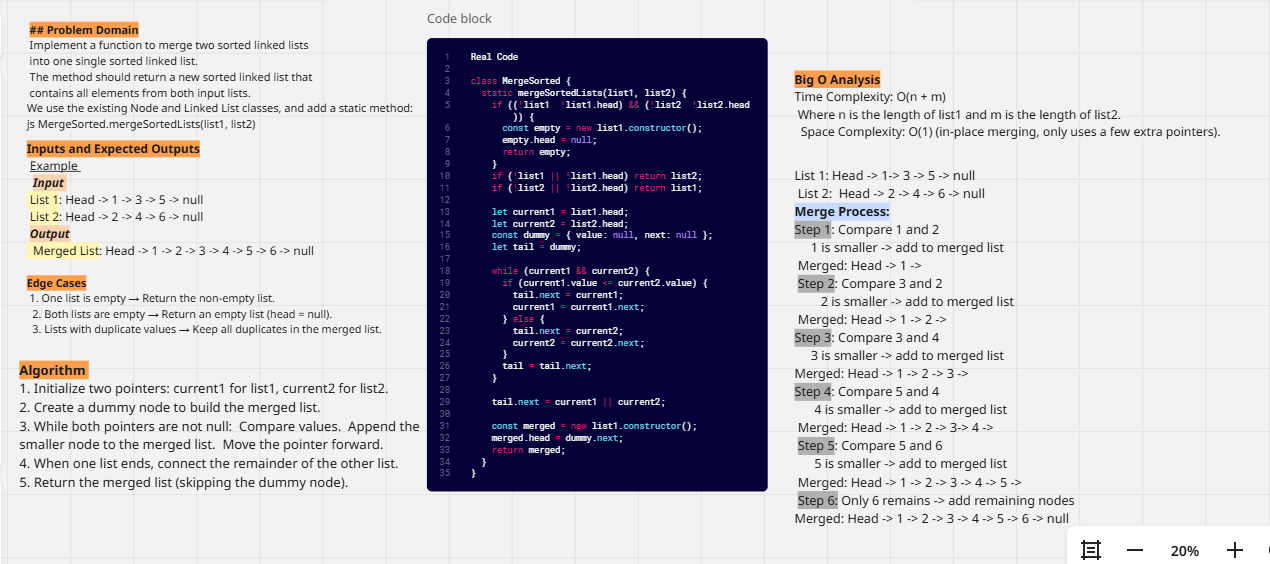 ## Problem Domain
Implement a function to merge two sorted linked lists
into one single sorted linked list.
The method should return a new sorted linked list that
contains all elements from both input lists.
We use the existing Node and Linked List classes, and add a static method:
js MergeSorted.mergeSortedLists(list1, list2)
Inputs and Expected Outputs
Example
Input
List 1: Head -> 1 -> 3 -> 5 -> null
List 2: Head -> 2 -> 4 -> 6 -> null
Output
Merged List: Head -> 1 -> 2 -> 3 -> 4 -> 5 -> 6 -> null
Edge Cases
1. One list is empty → Return the non-empty list.
2. Both lists are empty → Return an empty list (head = null).
3. Lists with duplicate values → Keep all duplicates in the merged list.
Algorithm
1. Initialize two pointers: current1 for list1, current2 for list2.
2. Create a dummy node to build the merged list.
3. While both pointers are not null:  Compare values.  Append the
smaller node to the merged list.  Move the pointer forward.
4. When one list ends, connect the remainder of the other list.
5. Return the merged list (skipping the dummy node).
Code block
1 Real Code
2
3 class MergeSorted {
4 static mergeSortedLists(list1, list2) {
5 if ((!list1  !list1.head) && (!list2  !list2.head
)) {
6 const empty = new list1.constructor();
7 empty.head = null;
8 return empty;
9 }
10 if (!list1 || !list1.head) return list2;
11 if (!list2 || !list2.head) return list1;
12
13 let current1 = list1.head;
14 let current2 = list2.head;
15 const dummy = { value: null, next: null };
16 let tail = dummy;
17
18 while (current1 && current2) {
19 if (current1.value <= current2.value) {
20 tail.next = current1;
21 current1 = current1.next;
22 } else {
23 tail.next = current2;
24 current2 = current2.next;
25 }
26 tail = tail.next;
27 }
28
29 tail.next = current1 || current2;
30
31 const merged = new list1.constructor();
32 merged.head = dummy.next;
33 return merged;
34 }
35 }
Big O Analysis
Time Complexity: O(n + m)
Where n is the length of list1 and m is the length of list2.
Space Complexity: O(1) (in-place merging, only uses a few extra pointers).
List 1: Head -> 1-> 3 -> 5 -> null
List 2:  Head -> 2 -> 4 -> 6 -> null
Merge Process:
Step 1: Compare 1 and 2
1 is smaller -> add to merged list
Merged: Head -> 1 ->
Step 2: Compare 3 and 2
2 is smaller -> add to merged list
Merged: Head -> 1 -> 2 ->
Step 3: Compare 3 and 4
3 is smaller -> add to merged list
Merged: Head -> 1 -> 2 -> 3 ->
Step 4: Compare 5 and 4
4 is smaller -> add to merged list
Merged: Head -> 1 -> 2 -> 3-> 4 ->
Step 5: Compare 5 and 6
5 is smaller -> add to merged list
Merged: Head -> 1 -> 2 -> 3 -> 4 -> 5 ->
Step 6: Only 6 remains -> add remaining nodes
Merged: Head -> 1 -> 2 -> 3 -> 4 -> 5 -> 6 -> null
20%